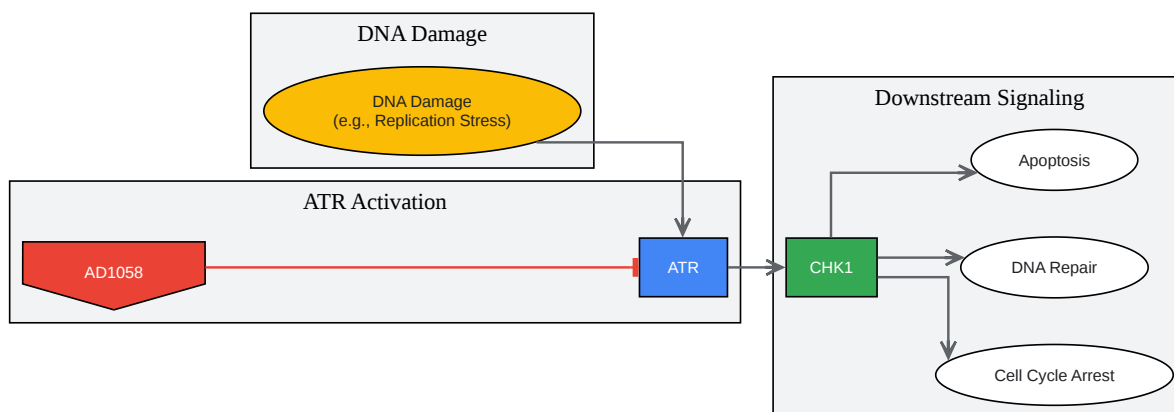 DNA Damage
DNA Damage
(e.g., Replication Stress)
ATR Activation
AD1058
ATR
Downstream Signaling
CHK1
Apoptosis
DNA Repair
Cell Cycle Arrest